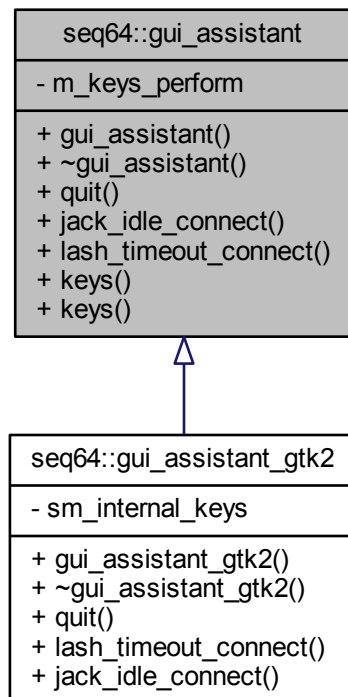 seq64::gui_assistant
- m_keys_perform
+ gui_assistant()
+ ~gui_assistant()
+ quit()
+ jack_idle_connect()
+ lash_timeout_connect()
+ keys()
+ keys()
seq64::gui_assistant_gtk2
- sm_internal_keys
+ gui_assistant_gtk2()
+ ~gui_assistant_gtk2()
+ quit()
+ lash_timeout_connect()
+ jack_idle_connect()